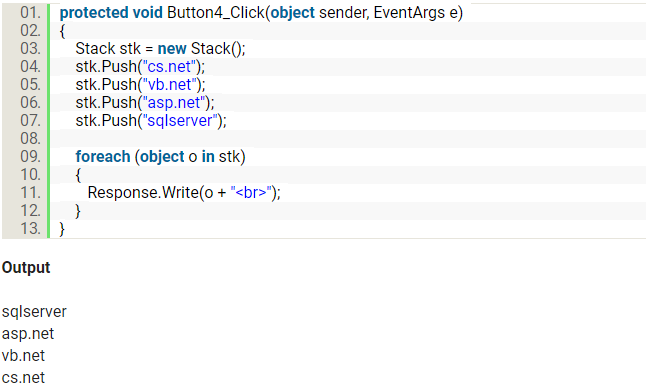 01. protected void Button4_Click(object sender, EventArgs e)
02. {
03. Stack stk = new Stack();
04. stk.Push("cs.net");
05. stk.Push("vb.net");
06. stk.Push("asp.net");
07. stk.Push("sqlserver");
08.
09. foreach (object o in stk)
10. {
11. Response.Write(o + "<br>");
12. }
13. }
Output
sqlserver
asp.net
vb.net
cs.net